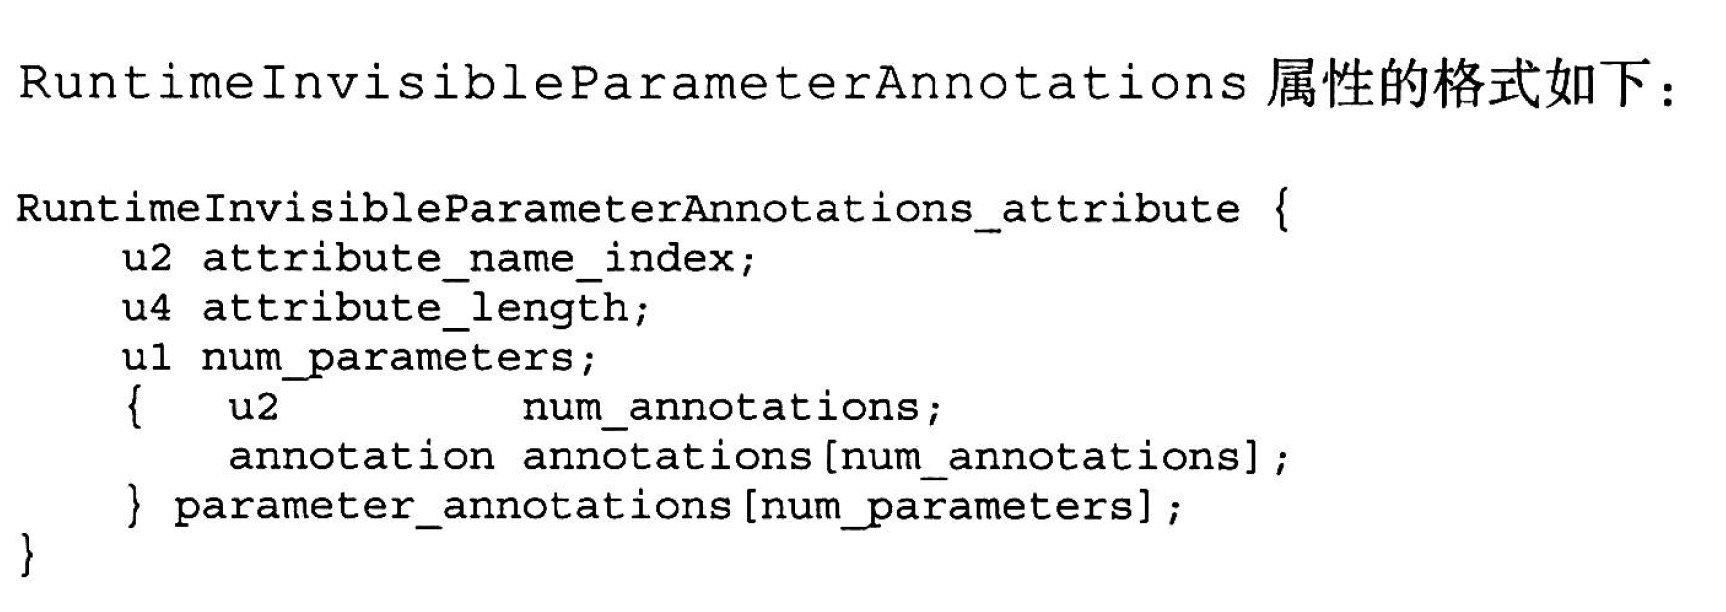 RuntimeInvisibleParameterAnnotations 属性的格式如下：
RuntimeInvisibleParameterAnnotations_attribute {
    u2 attribute_name_index;
    u4 attribute_length;
    u1 num_parameters;
    {   u2         num_annotations;
        annotation annotations[num_annotations];
    } parameter_annotations[num_parameters];
}